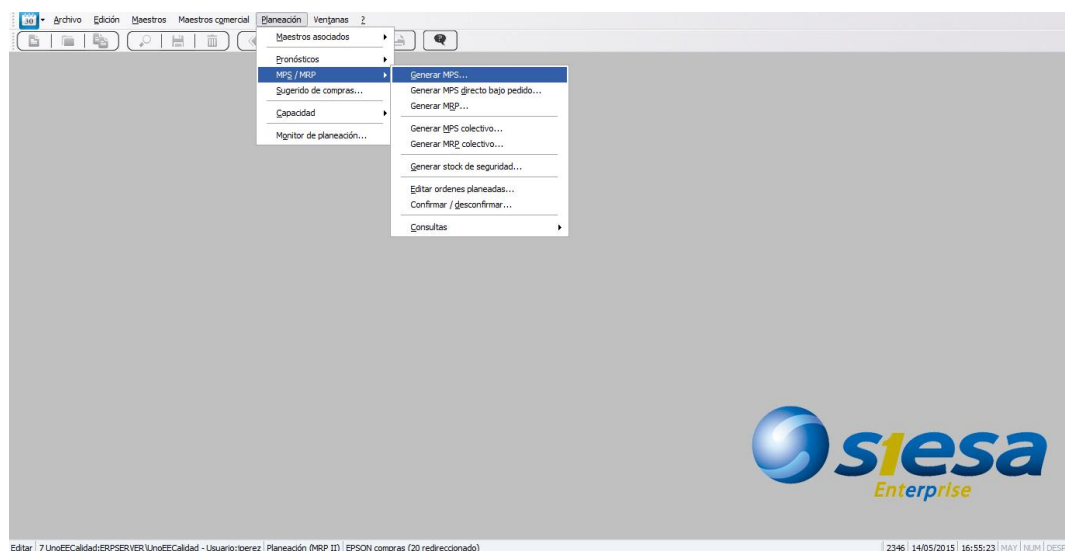 30 Archivo Edición Maestros Maestros comercial Planeación Ventanas ?
Maestros asociados
Pronósticos
MPS / MRP
Sugerido de compras...
Capacidad
Monitor de planeación...
Generar MPS...
Generar MPS directo bajo pedido...
Generar MRP...
Generar MPS colectivo...
Generar MRP colectivo...
Generar stock de seguridad...
Editar ordenes planeadas...
Confirmar / desconfirmar...
Consultas
s1esa
Enterprise
Editar 7 UnoEECalidad:ERPSERVER\UnoEECalidad - Usuario:jperez Planeación (MRP II) EPSON compras (20 redireccionado) 2346 14/05/2015 16:55:23 MAY NUM DESP